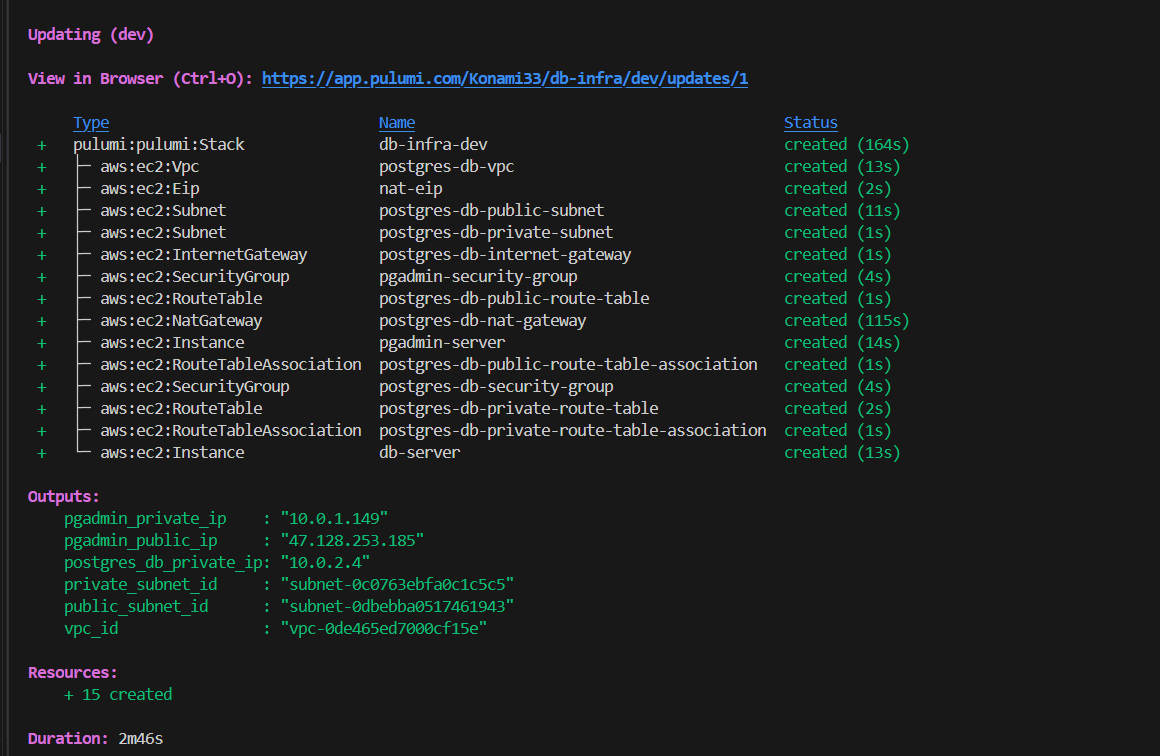 Updating (dev)
View in Browser (Ctrl+O): https://app.pulumi.com/Konami33/db-infra/dev/updates/1
Type Name Status
+ pulumi:pulumi:Stack db-infra-dev created (164s)
+ ├─ aws:ec2:Vpc postgres-db-vpc created (13s)
+ ├─ aws:ec2:Eip nat-eip created (2s)
+ ├─ aws:ec2:Subnet postgres-db-public-subnet created (11s)
+ ├─ aws:ec2:Subnet postgres-db-private-subnet created (1s)
+ ├─ aws:ec2:InternetGateway postgres-db-internet-gateway created (1s)
+ ├─ aws:ec2:SecurityGroup pgadmin-security-group created (4s)
+ ├─ aws:ec2:RouteTable postgres-db-public-route-table created (1s)
+ ├─ aws:ec2:NatGateway postgres-db-nat-gateway created (115s)
+ ├─ aws:ec2:Instance pgadmin-server created (14s)
+ ├─ aws:ec2:RouteTableAssociation postgres-db-public-route-table-association created (1s)
+ ├─ aws:ec2:SecurityGroup postgres-db-security-group created (4s)
+ ├─ aws:ec2:RouteTable postgres-db-private-route-table created (2s)
+ ├─ aws:ec2:RouteTableAssociation postgres-db-private-route-table-association created (1s)
+ └─ aws:ec2:Instance db-server created (13s)
Outputs:
pgadmin_private_ip : "10.0.1.149"
pgadmin_public_ip : "47.128.253.185"
postgres_db_private_ip: "10.0.2.4"
private_subnet_id : "subnet-0c0763ebfa0c1c5c5"
public_subnet_id : "subnet-0dbebba0517461943"
vpc_id : "vpc-0de465ed7000cf15e"
Resources:
+ 15 created
Duration: 2m46s